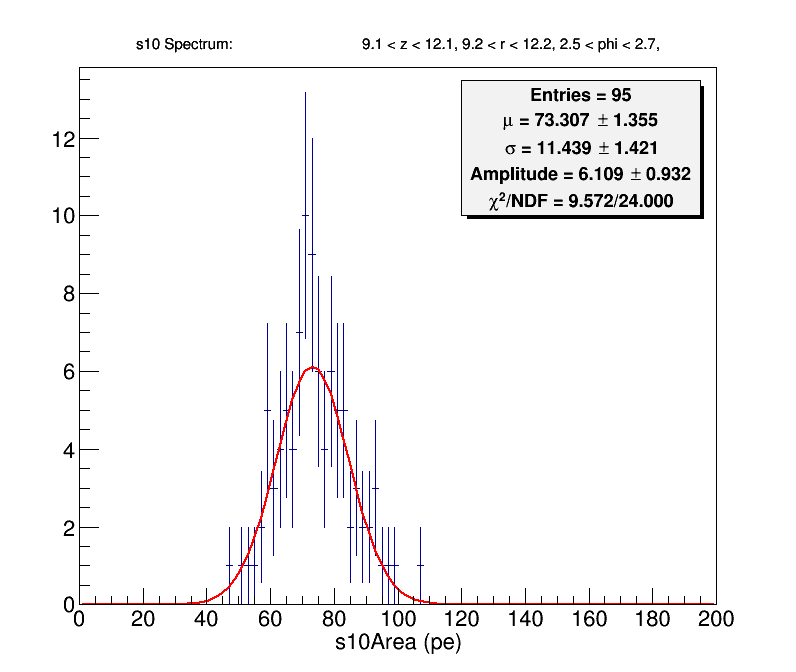 s10 Spectrum: 9.1 < z < 12.1, 9.2 < r < 12.2, 2.5 < phi < 2.7,
Entries = 95
μ = 73.307 ± 1.355
σ = 11.439 ± 1.421
Amplitude = 6.109 ± 0.932
χ²/NDF = 9.572/24.000
12
10
8
6
4
2
0
0 20 40 60 80 100 120 140 160 180 200
s10Area (pe)